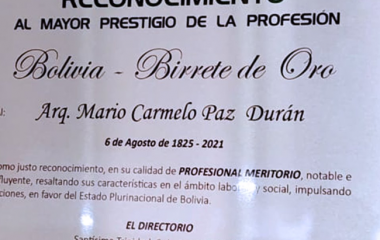 RECONOCIMIENTO
AL MAYOR PRESTIGIO DE LA PROFESIÓN
Bolivia - Birrete de Oro
Arq. Mario Carmelo Paz Durán
6 de Agosto de 1825 - 2021
omo justo reconocimiento, en su calidad de PROFESIONAL MERITORIO, notable e
fluyente, resaltando sus características en el ámbito labo y social, impulsando
ciones, en favor del Estado Plurinacional de Bolivia.
EL DIRECTORIO